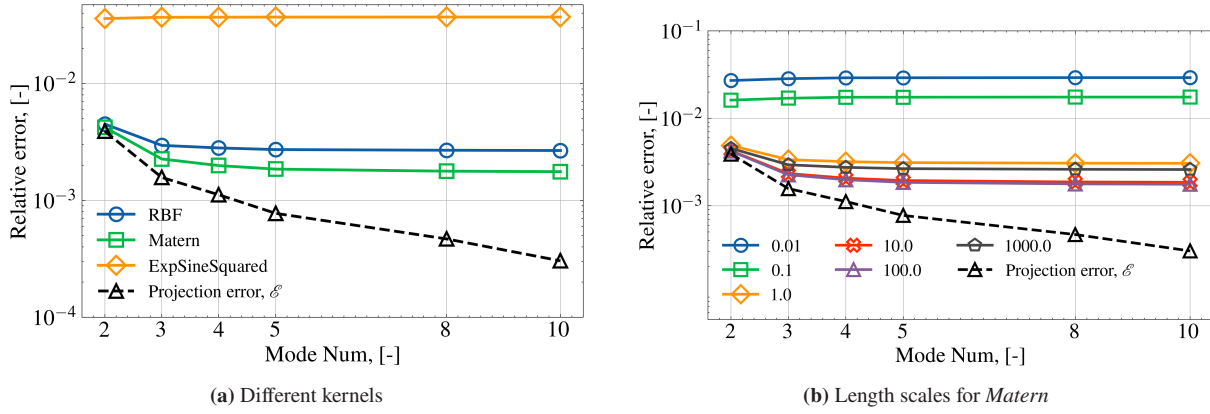 Relative error, [-]
10⁻²
10⁻³
10⁻⁴
RBF
Matern
ExpSineSquared
Projection error, ℰ
2 3 4 5 8 10
Mode Num, [-]
(a) Different kernels
Relative error, [-]
10⁻¹
10⁻²
10⁻³
0.01 10.0 1000.0
0.1 100.0 Projection error, ℰ
1.0
2 3 4 5 8 10
Mode Num, [-]
(b) Length scales for Matern